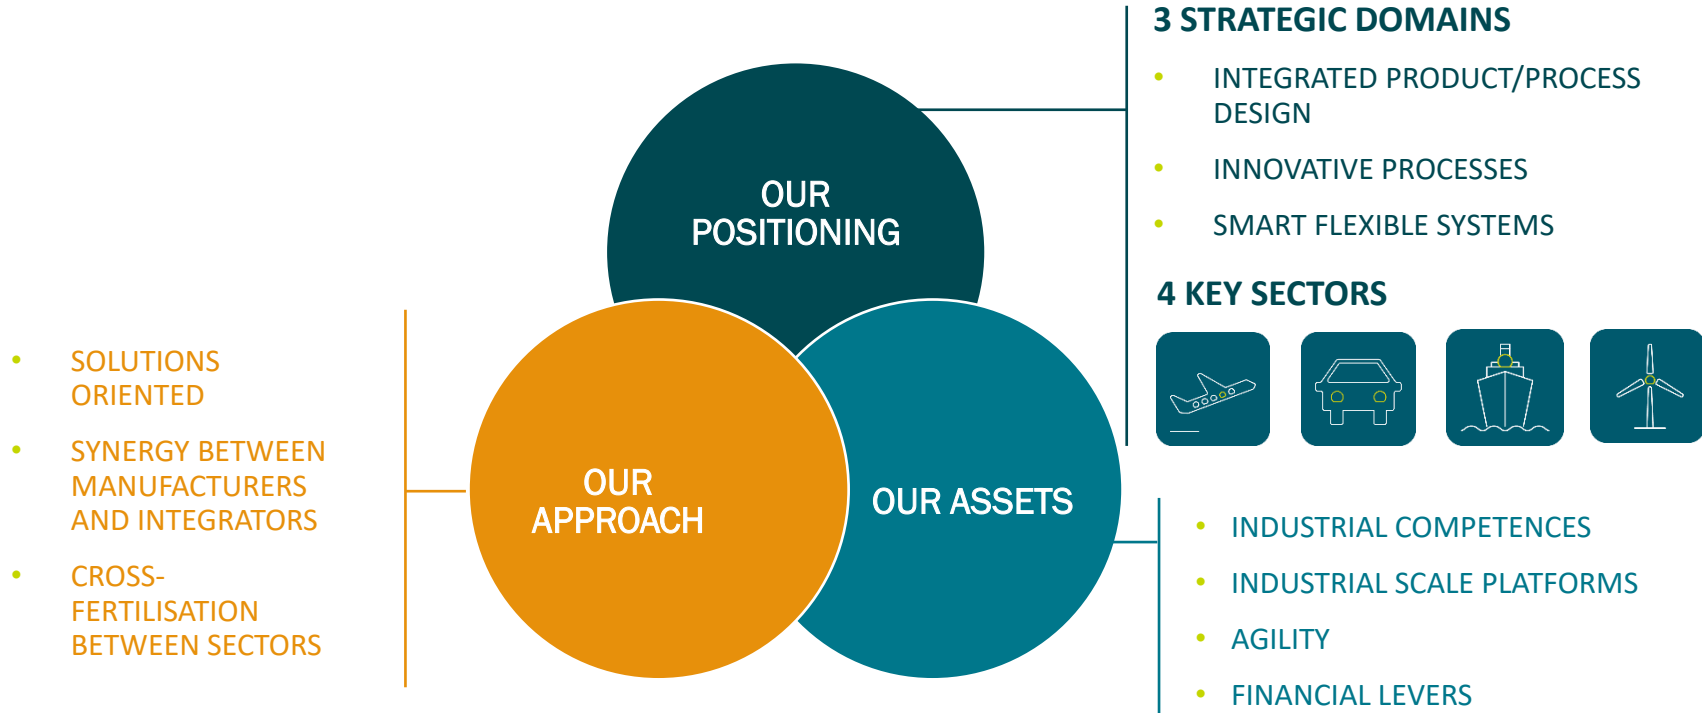 3 STRATEGIC DOMAINS
• INTEGRATED PRODUCT/PROCESS
DESIGN
• INNOVATIVE PROCESSES
• SMART FLEXIBLE SYSTEMS
4 KEY SECTORS
OUR
POSITIONING
• SOLUTIONS
ORIENTED
• SYNERGY BETWEEN
MANUFACTURERS
AND INTEGRATORS
• CROSS-
FERTILISATION
BETWEEN SECTORS
OUR
APPROACH
OUR ASSETS
• INDUSTRIAL COMPETENCES
• INDUSTRIAL SCALE PLATFORMS
• AGILITY
• FINANCIAL LEVERS